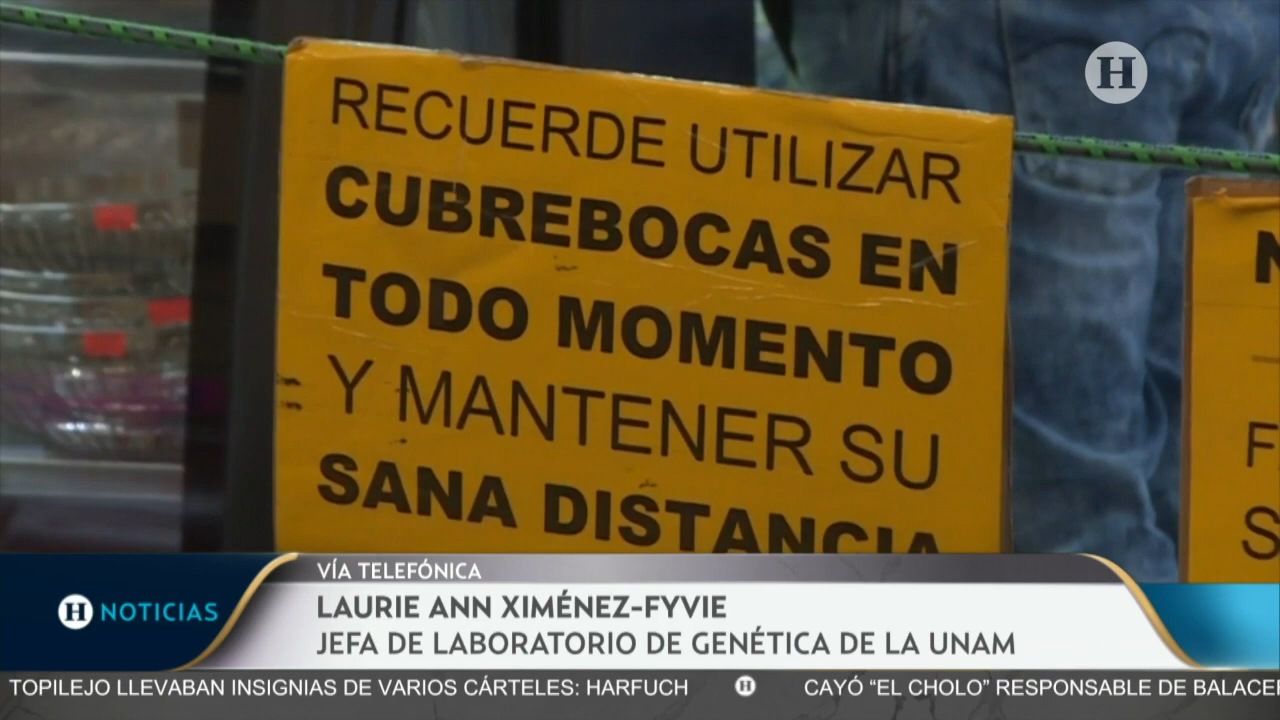 H
RECUERDE UTILIZAR
CUBREBOCAS EN
TODO MOMENTO
Y MANTENER SU
SANA DISTANCIA
N
F
S
VÍA TELEFÓNICA
H NOTICIAS
LAURIE ANN XIMÉNEZ-FYVIE
JEFA DE LABORATORIO DE GENÉTICA DE LA UNAM
TOPILEJO LLEVABAN INSIGNIAS DE VARIOS CÁRTELES: HARFUCH H CAYÓ “EL CHOLO” RESPONSABLE DE BALACE